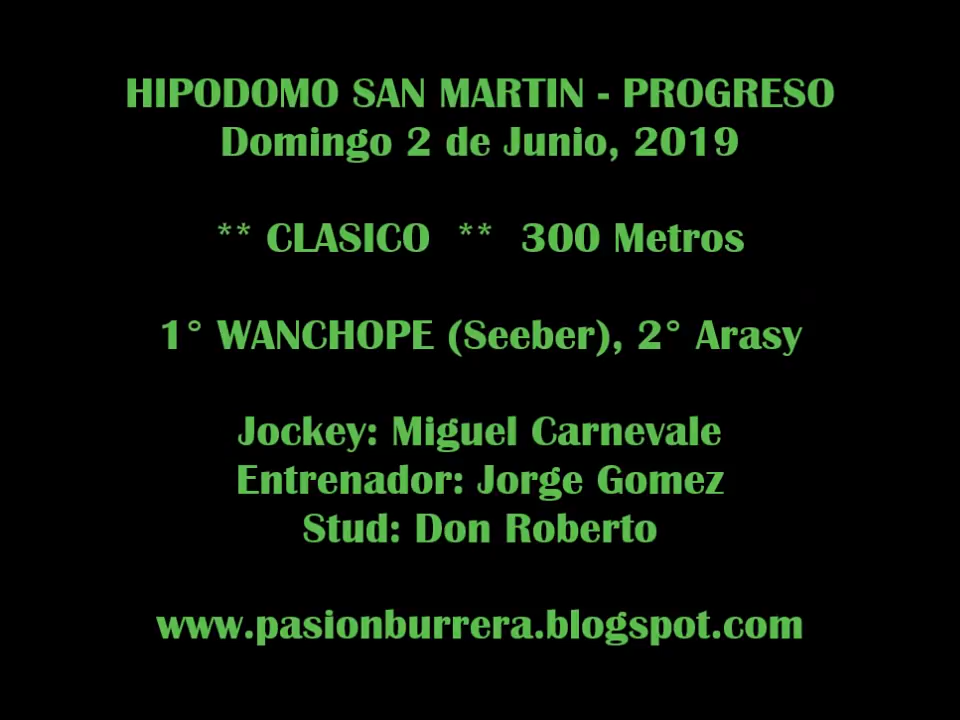 HIPODOMO SAN MARTIN - PROGRESO
Domingo 2 de Junio, 2019
** CLASICO ** 300 Metros
1° WANCHOPE (Seeber), 2° Arasy
Jockey: Miguel Carnevale
Entrenador: Jorge Gomez
Stud: Don Roberto
www.pasionburrera.blogspot.com